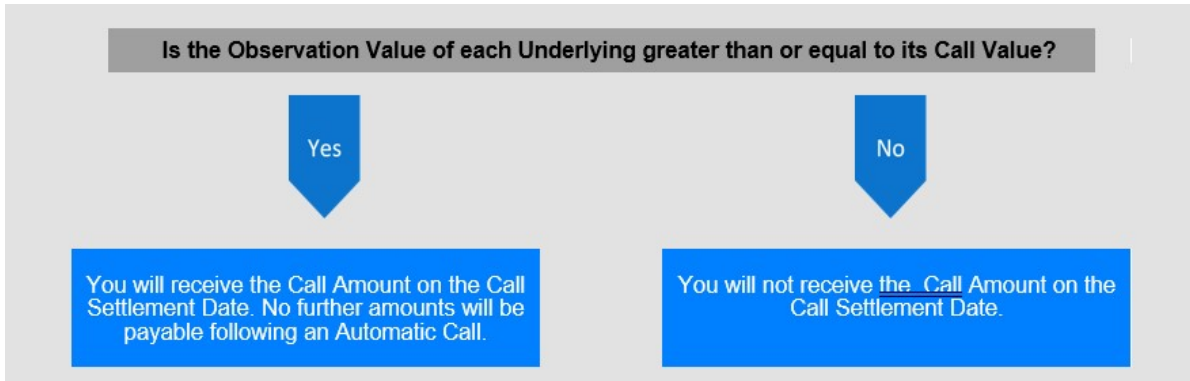 Is the Observation Value of each Underlying greater than or equal to its Call Value?
Yes
No
You will receive the Call Amount on the Call
Settlement Date. No further amounts will be
payable following an Automatic Call.
You will not receive the  Call Amount on the
Call Settlement Date.